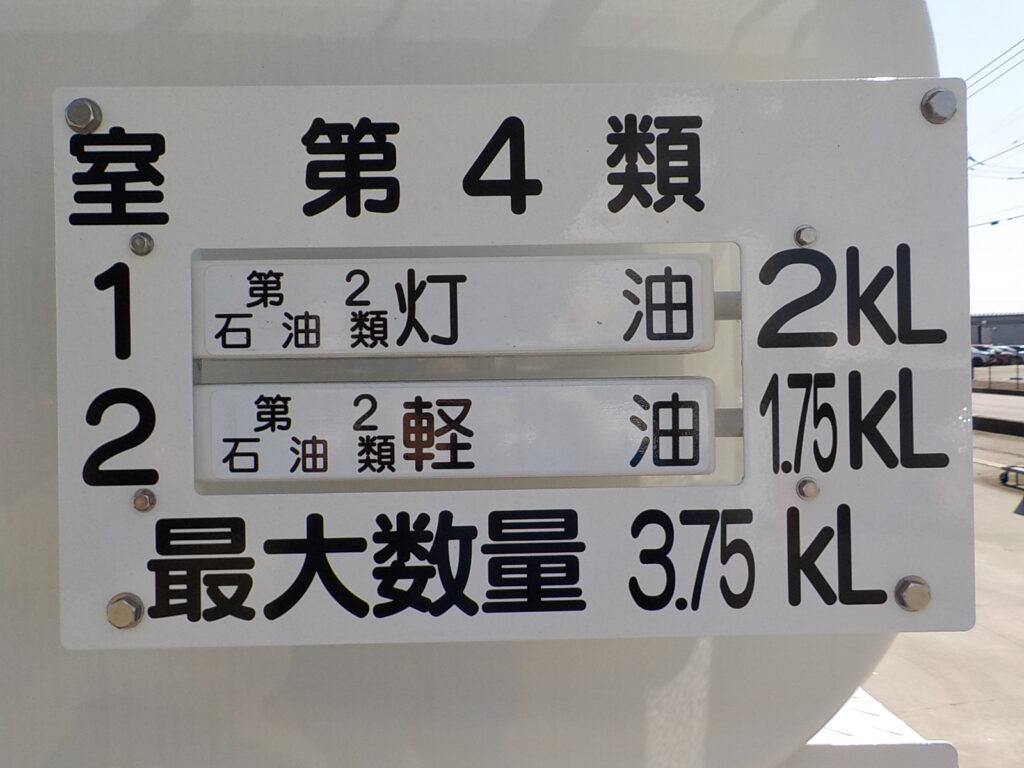 室 第4類
1 第2石油類 灯油 2kL
2 第2石油類 軽油 1.75kL
最大数量 3.75kL